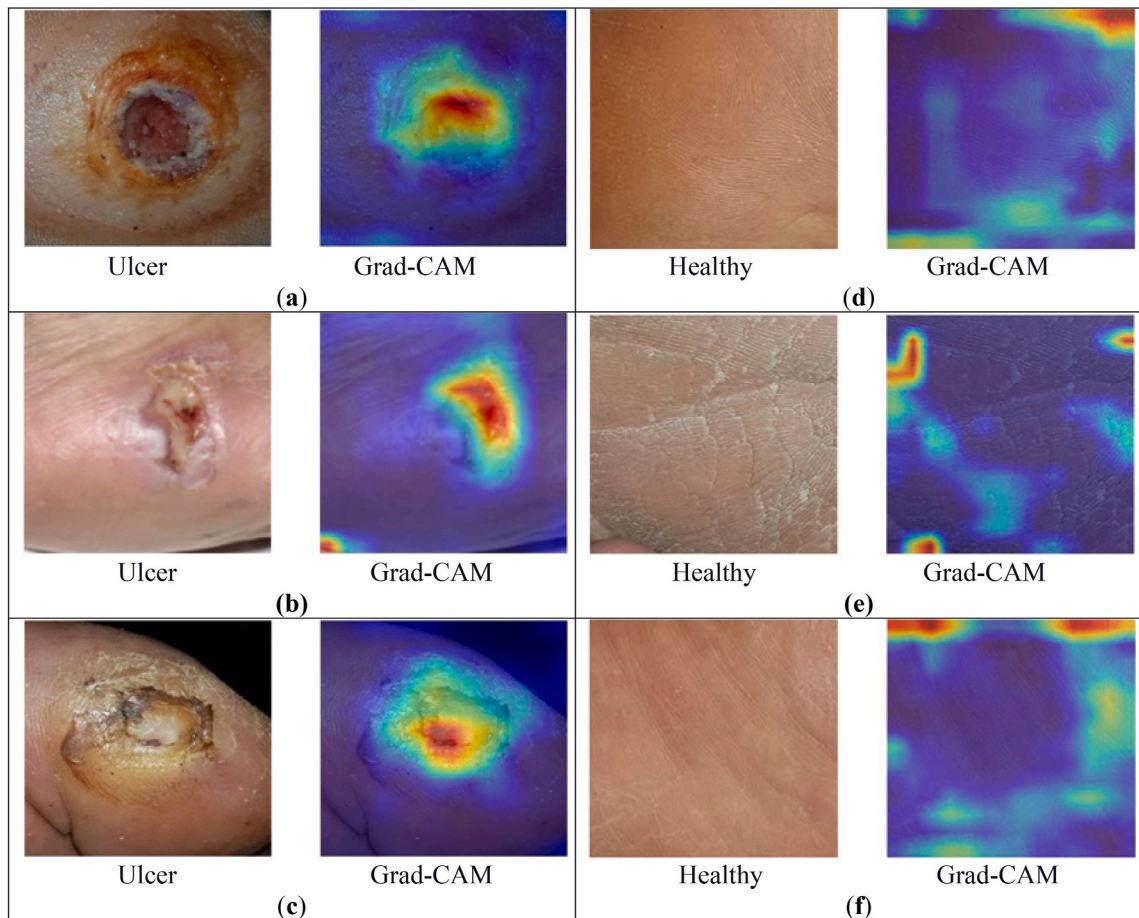 Ulcer
Grad-CAM
(a)
Healthy
Grad-CAM
(d)
Ulcer
Grad-CAM
(b)
Healthy
Grad-CAM
(e)
Ulcer
Grad-CAM
(c)
Healthy
Grad-CAM
(f)